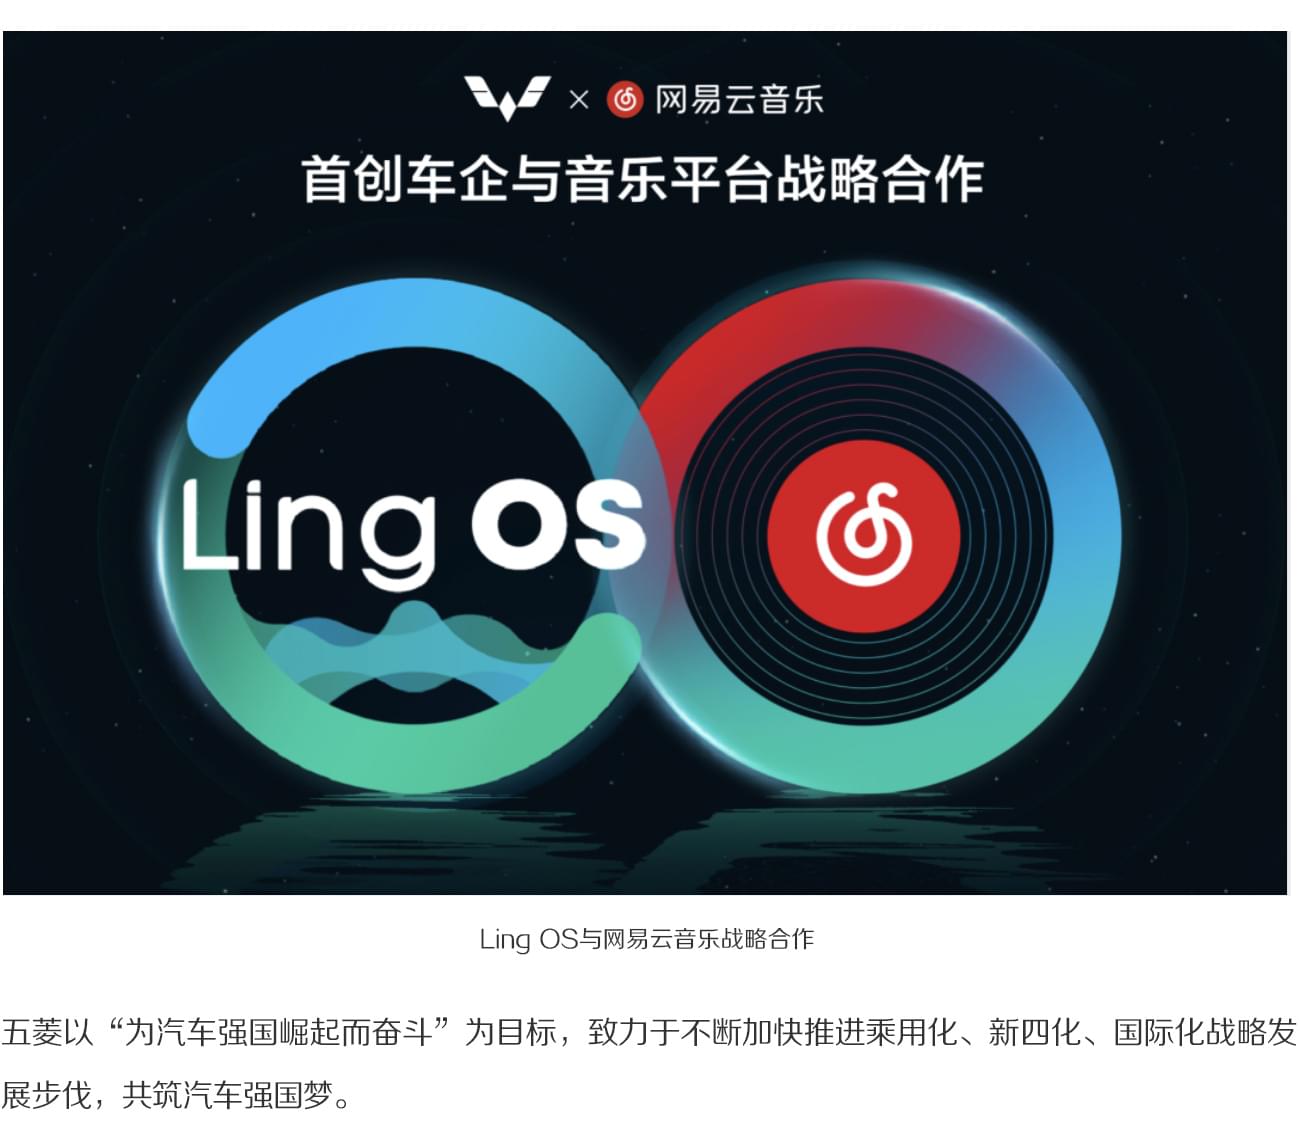 × 网易云音乐
首创车企与音乐平台战略合作
Ling OS
Ling OS与网易云音乐战略合作
五菱以“为汽车强国崛起而奋斗”为目标，致力于不断加快推进乘用化、新四化、国际化战略发
展步伐，共筑汽车强国梦。